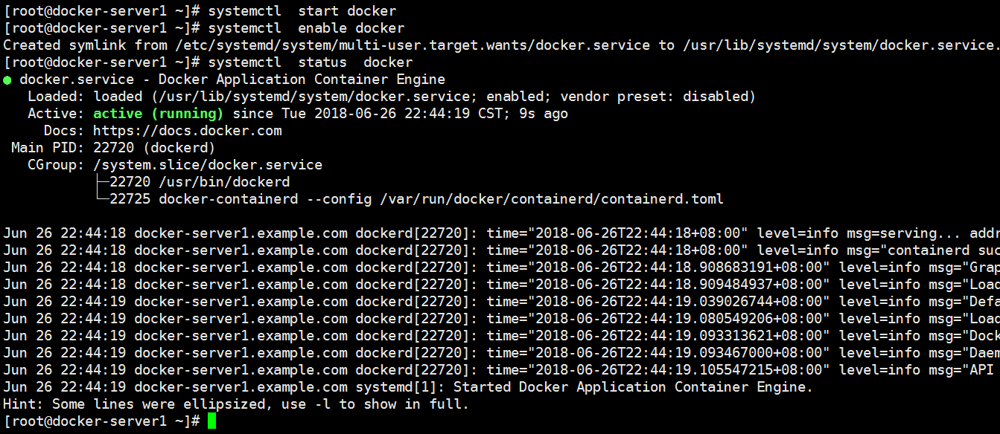 [root@docker-server1 ~]# systemctl  start docker
[root@docker-server1 ~]# systemctl  enable docker
Created symlink from /etc/systemd/system/multi-user.target.wants/docker.service to /usr/lib/systemd/system/docker.service.
[root@docker-server1 ~]# systemctl  status  docker
● docker.service - Docker Application Container Engine
   Loaded: loaded (/usr/lib/systemd/system/docker.service; enabled; vendor preset: disabled)
   Active: active (running) since Tue 2018-06-26 22:44:19 CST; 9s ago
     Docs: https://docs.docker.com
 Main PID: 22720 (dockerd)
   CGroup: /system.slice/docker.service
           ├─22720 /usr/bin/dockerd
           └─22725 docker-containerd --config /var/run/docker/containerd/containerd.toml
Jun 26 22:44:18 docker-server1.example.com dockerd[22720]: time="2018-06-26T22:44:18+08:00" level=info msg=serving... addr
Jun 26 22:44:18 docker-server1.example.com dockerd[22720]: time="2018-06-26T22:44:18+08:00" level=info msg="containerd suc
Jun 26 22:44:18 docker-server1.example.com dockerd[22720]: time="2018-06-26T22:44:18.908683191+08:00" level=info msg="Grap
Jun 26 22:44:18 docker-server1.example.com dockerd[22720]: time="2018-06-26T22:44:18.909484937+08:00" level=info msg="Load
Jun 26 22:44:19 docker-server1.example.com dockerd[22720]: time="2018-06-26T22:44:19.039026744+08:00" level=info msg="Defa
Jun 26 22:44:19 docker-server1.example.com dockerd[22720]: time="2018-06-26T22:44:19.080549206+08:00" level=info msg="Load
Jun 26 22:44:19 docker-server1.example.com dockerd[22720]: time="2018-06-26T22:44:19.093313621+08:00" level=info msg="Dock
Jun 26 22:44:19 docker-server1.example.com dockerd[22720]: time="2018-06-26T22:44:19.093467000+08:00" level=info msg="Daem
Jun 26 22:44:19 docker-server1.example.com dockerd[22720]: time="2018-06-26T22:44:19.105547215+08:00" level=info msg="API
Jun 26 22:44:19 docker-server1.example.com systemd[1]: Started Docker Application Container Engine.
Hint: Some lines were ellipsized, use -l to show in full.
[root@docker-server1 ~]#